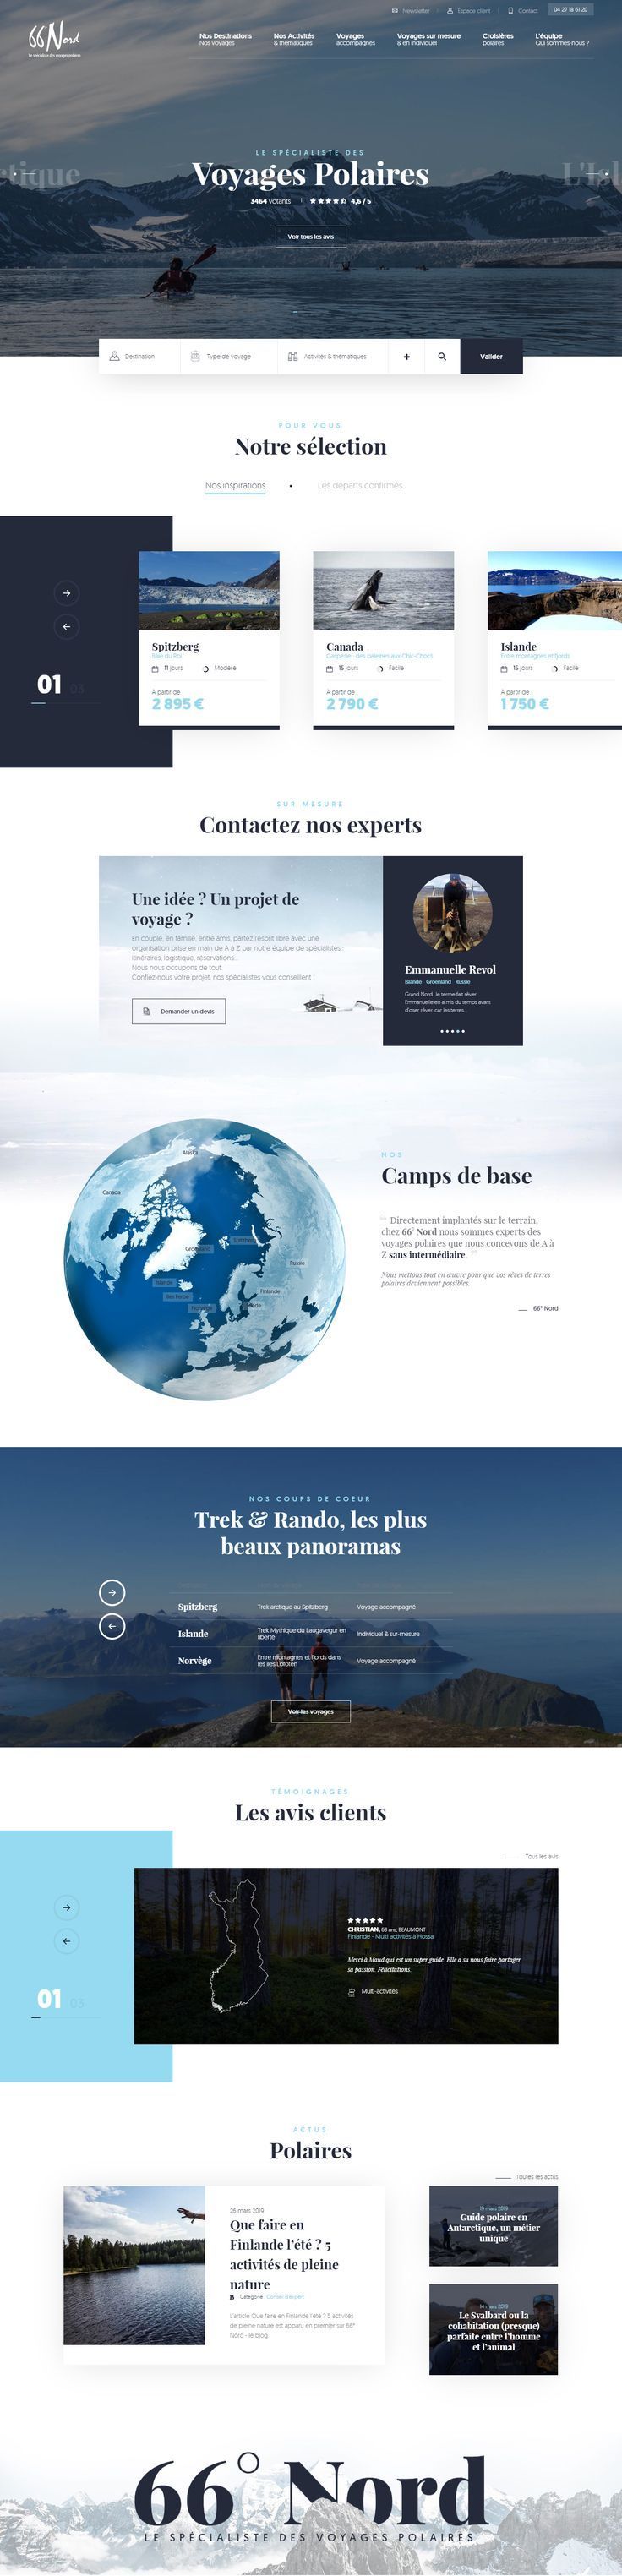 Newsletter
Espace client
Contact
04 27 18 61 20
66°Nord
Le spécialiste des voyages polaires
Nos Destinations
Nos voyages
Nos Activités
& thématiques
Voyages
accompagnés
Voyages sur mesure
& en individuel
Croisières
polaires
L'équipe
Qui sommes-nous ?
LE SPÉCIALISTE DES
Voyages Polaires
3464 votants
4,6 / 5
Voir tous les avis
Destination
Type de voyage
Activités & thématiques
+
Valider
POUR VOUS
Notre sélection
Nos inspirations
Les départs confirmés
01
03
Spitzberg
Baie du Roi
11 jours
Modéré
A partir de
2 895 €
Canada
Gaspésie : des baleines aux Chic-Chocs
15 jours
Facile
A partir de
2 790 €
Islande
Entre montagnes et fjords
15 jours
Facile
A partir de
1 750 €
SUR MESURE
Contactez nos experts
Une idée ? Un projet de
voyage ?
En couple, en famille, entre amis, partez l'esprit libre avec une
organisation prise en main de A à Z par notre équipe de spécialistes :
itinéraires, logistique, réservations...
Nous nous occupons de tout.
Confiez-nous votre projet, nos spécialistes vous conseillent !
Demander un devis
Emmanuelle Revol
Islande Groenland Russie
Grand Nord...le terme fait rêver.
Emmanuelle en a mis du temps avant
d'oser rêver, car les terres...
Alaska
Canada
Groenland
Spitzberg
Russie
Islande
Finlande
NOS
Camps de base
Directement implantés sur le terrain,
chez 66° Nord nous sommes experts des
voyages polaires que nous concevons de A à
Z sans intermédiaire.
Nous mettons tout en œuvre pour que vos rêves de terres
polaires deviennent possibles.
66° Nord
NOS COUPS DE COEUR
Trek & Rando, les plus
beaux panoramas
Spitzberg
Trek arctique au Spitzberg
Voyage accompagné
Islande
Trek Mythique du Laugavegur en
liberté
Individuel & sur-mesure
Norvège
Entre montagnes et fjords dans
les îles Lofoten
Voyage accompagné
Voir les voyages
TÉMOIGNAGES
Les avis clients
Tous les avis
01
03
CHRISTIAN, 63 ans, BEAUMONT
Finlande - Multi activités à Hossa
Merci à Maud qui est un super guide. Elle a su nous faire partager
sa passion. Félicitations.
Multi-activités
ACTUS
Polaires
Toutes les actus
26 mars 2019
Que faire en
Finlande l'été ? 5
activités de pleine
nature
Catégorie : Conseil d'expert
L'article Que faire en Finlande l'été ? 5 activités
de pleine nature est apparu en premier sur 66°
Nord - le blog.
19 mars 2019
Guide polaire en
Antarctique, un métier
unique
14 mars 2019
Le Svalbard ou la
cohabitation (presque)
parfaite entre l'homme
et l'animal
66° Nord
LE SPÉCIALISTE DES VOYAGES POLAIRES